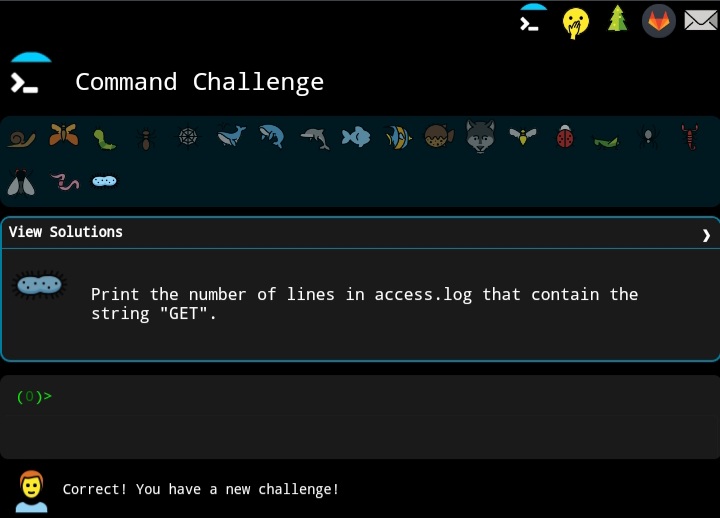 Command Challenge
View Solutions
Print the number of lines in access.log that contain the
string "GET".
(0)>
Correct! You have a new challenge!